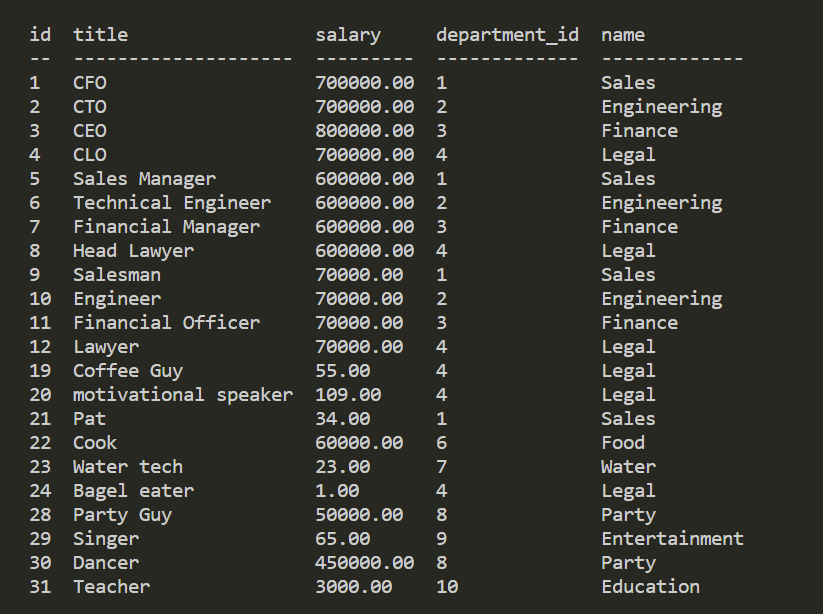 id  title                 salary     department_id  name
--  --------------------  ---------  -------------  -------------
1   CFO                   700000.00  1              Sales
2   CTO                   700000.00  2              Engineering
3   CEO                   800000.00  3              Finance
4   CLO                   700000.00  4              Legal
5   Sales Manager         600000.00  1              Sales
6   Technical Engineer    600000.00  2              Engineering
7   Financial Manager     600000.00  3              Finance
8   Head Lawyer           600000.00  4              Legal
9   Salesman              70000.00   1              Sales
10  Engineer              70000.00   2              Engineering
11  Financial Officer     70000.00   3              Finance
12  Lawyer                70000.00   4              Legal
19  Coffee Guy            55.00      4              Legal
20  motivational speaker  109.00     4              Legal
21  Pat                   34.00      1              Sales
22  Cook                  60000.00   6              Food
23  Water tech            23.00      7              Water
24  Bagel eater           1.00       4              Legal
28  Party Guy             50000.00   8              Party
29  Singer                65.00      9              Entertainment
30  Dancer                450000.00  8              Party
31  Teacher               3000.00    10             Education